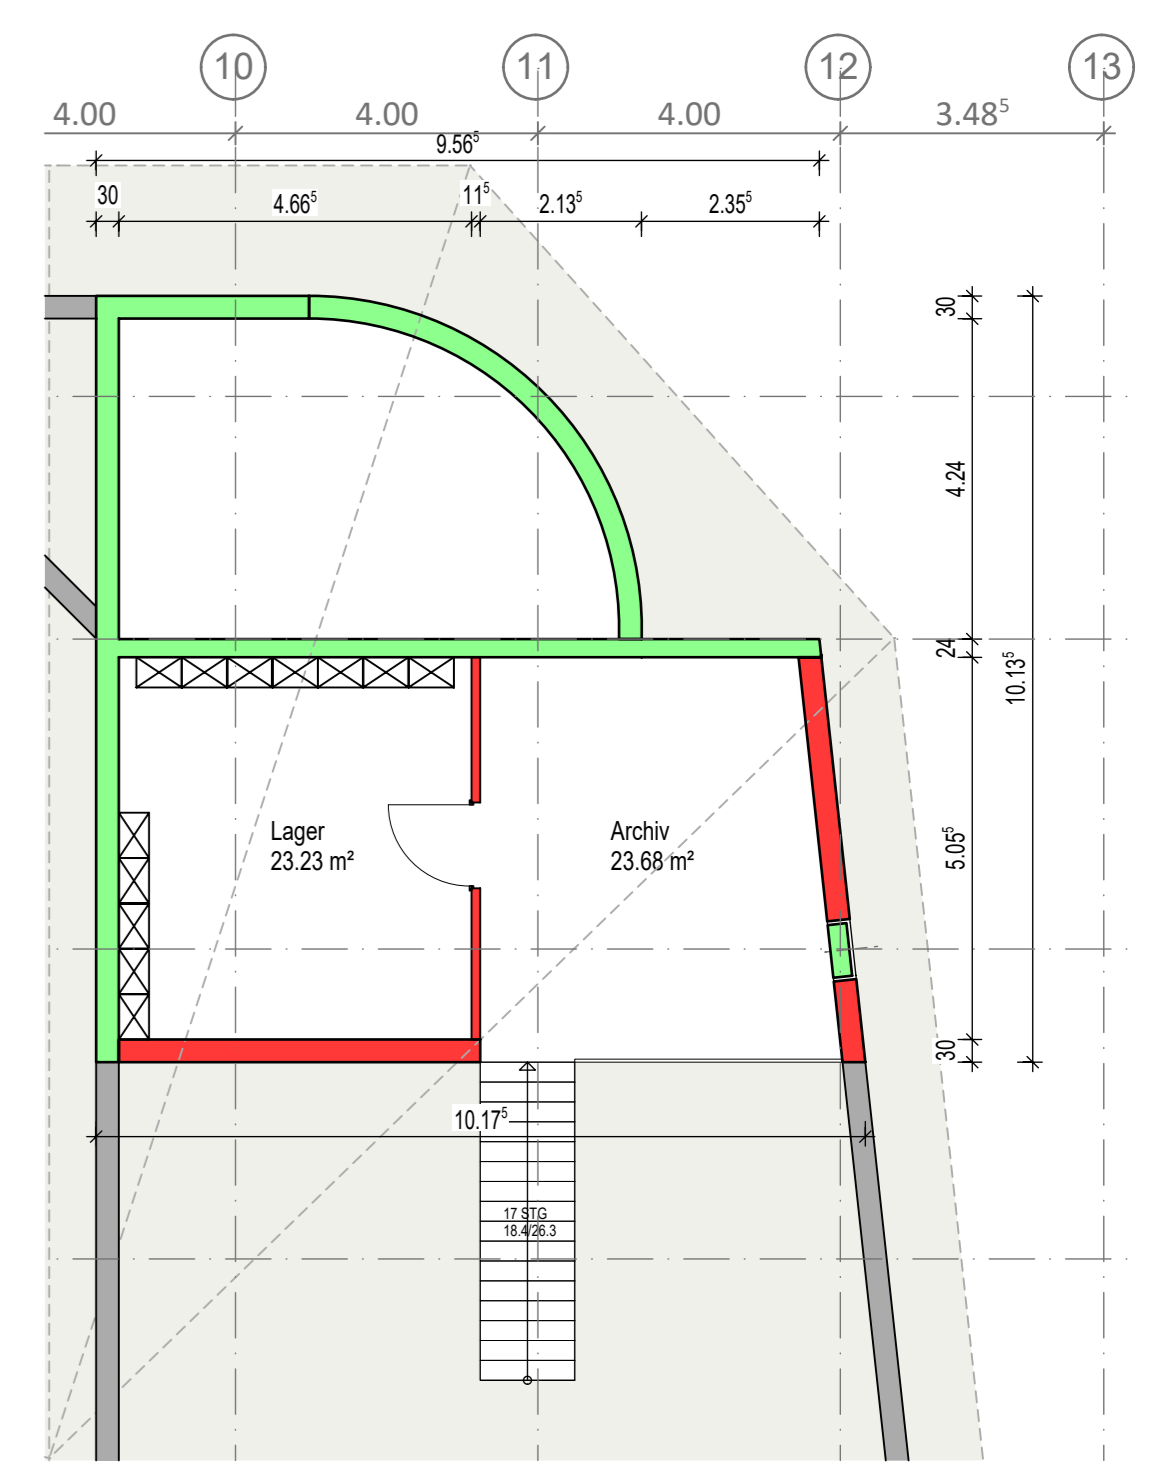 10 11 12 13
4.00 4.00 4.00 3.48⁵
9.56⁵
30 4.66⁵ 11⁵ 2.13⁵ 2.35⁵
30
4.24
24
10.13⁵
Lager
23.23 m²
Archiv
23.68 m²
5.05⁵
30
10.17⁵
17 STG
18.4/26.3